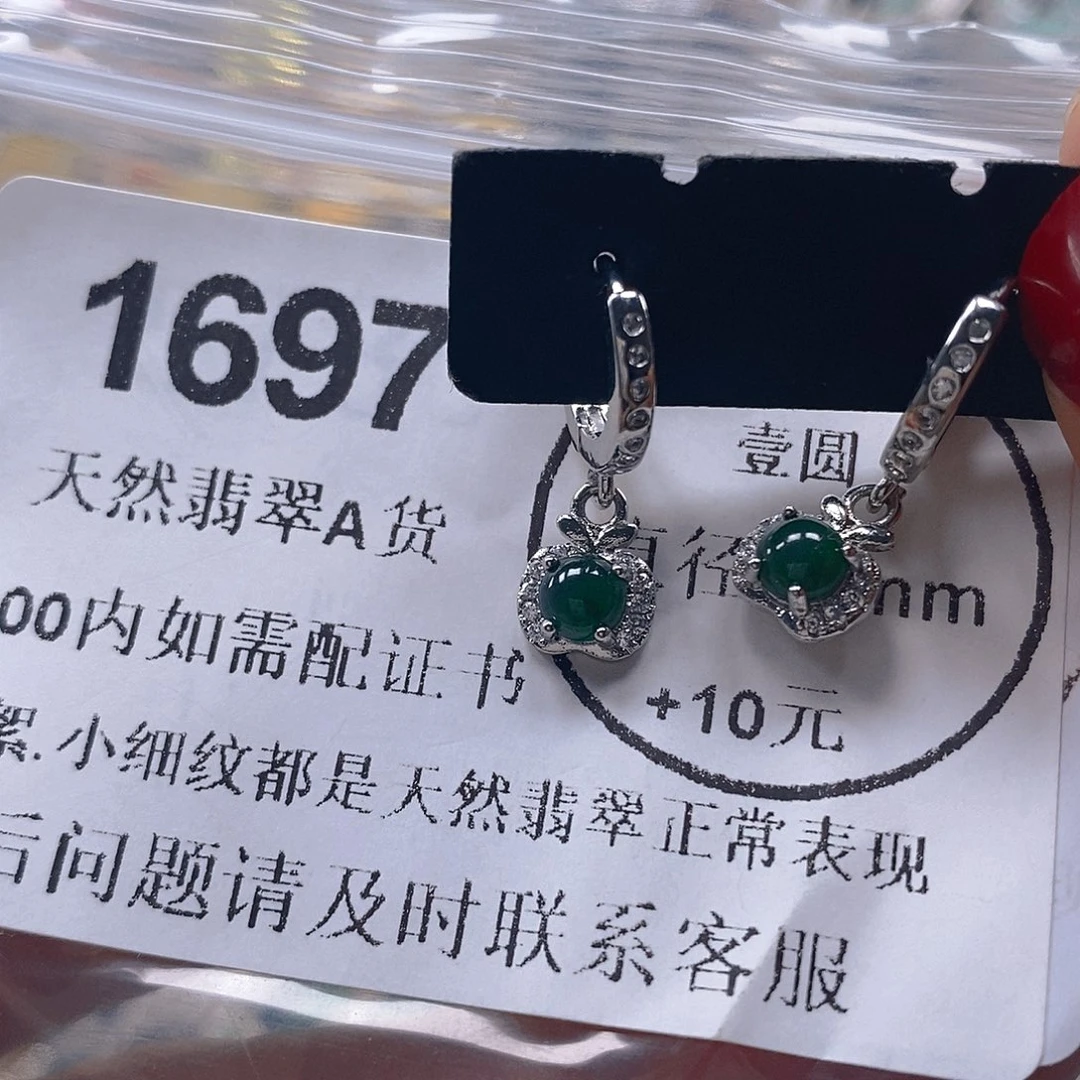 1697
天然翡翠A货
壹圆
径 mm
00内如需配证书
+10元
絮.小细纹都是天然翡翠正常表现
后问题请及时联系客服